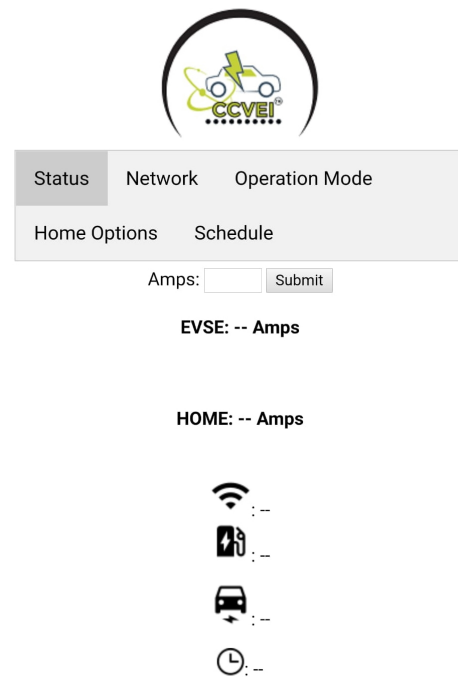 CCVEI
Status Network Operation Mode
Home Options Schedule
Amps: Submit
EVSE: -- Amps
HOME: -- Amps
: --
: --
: --
: --